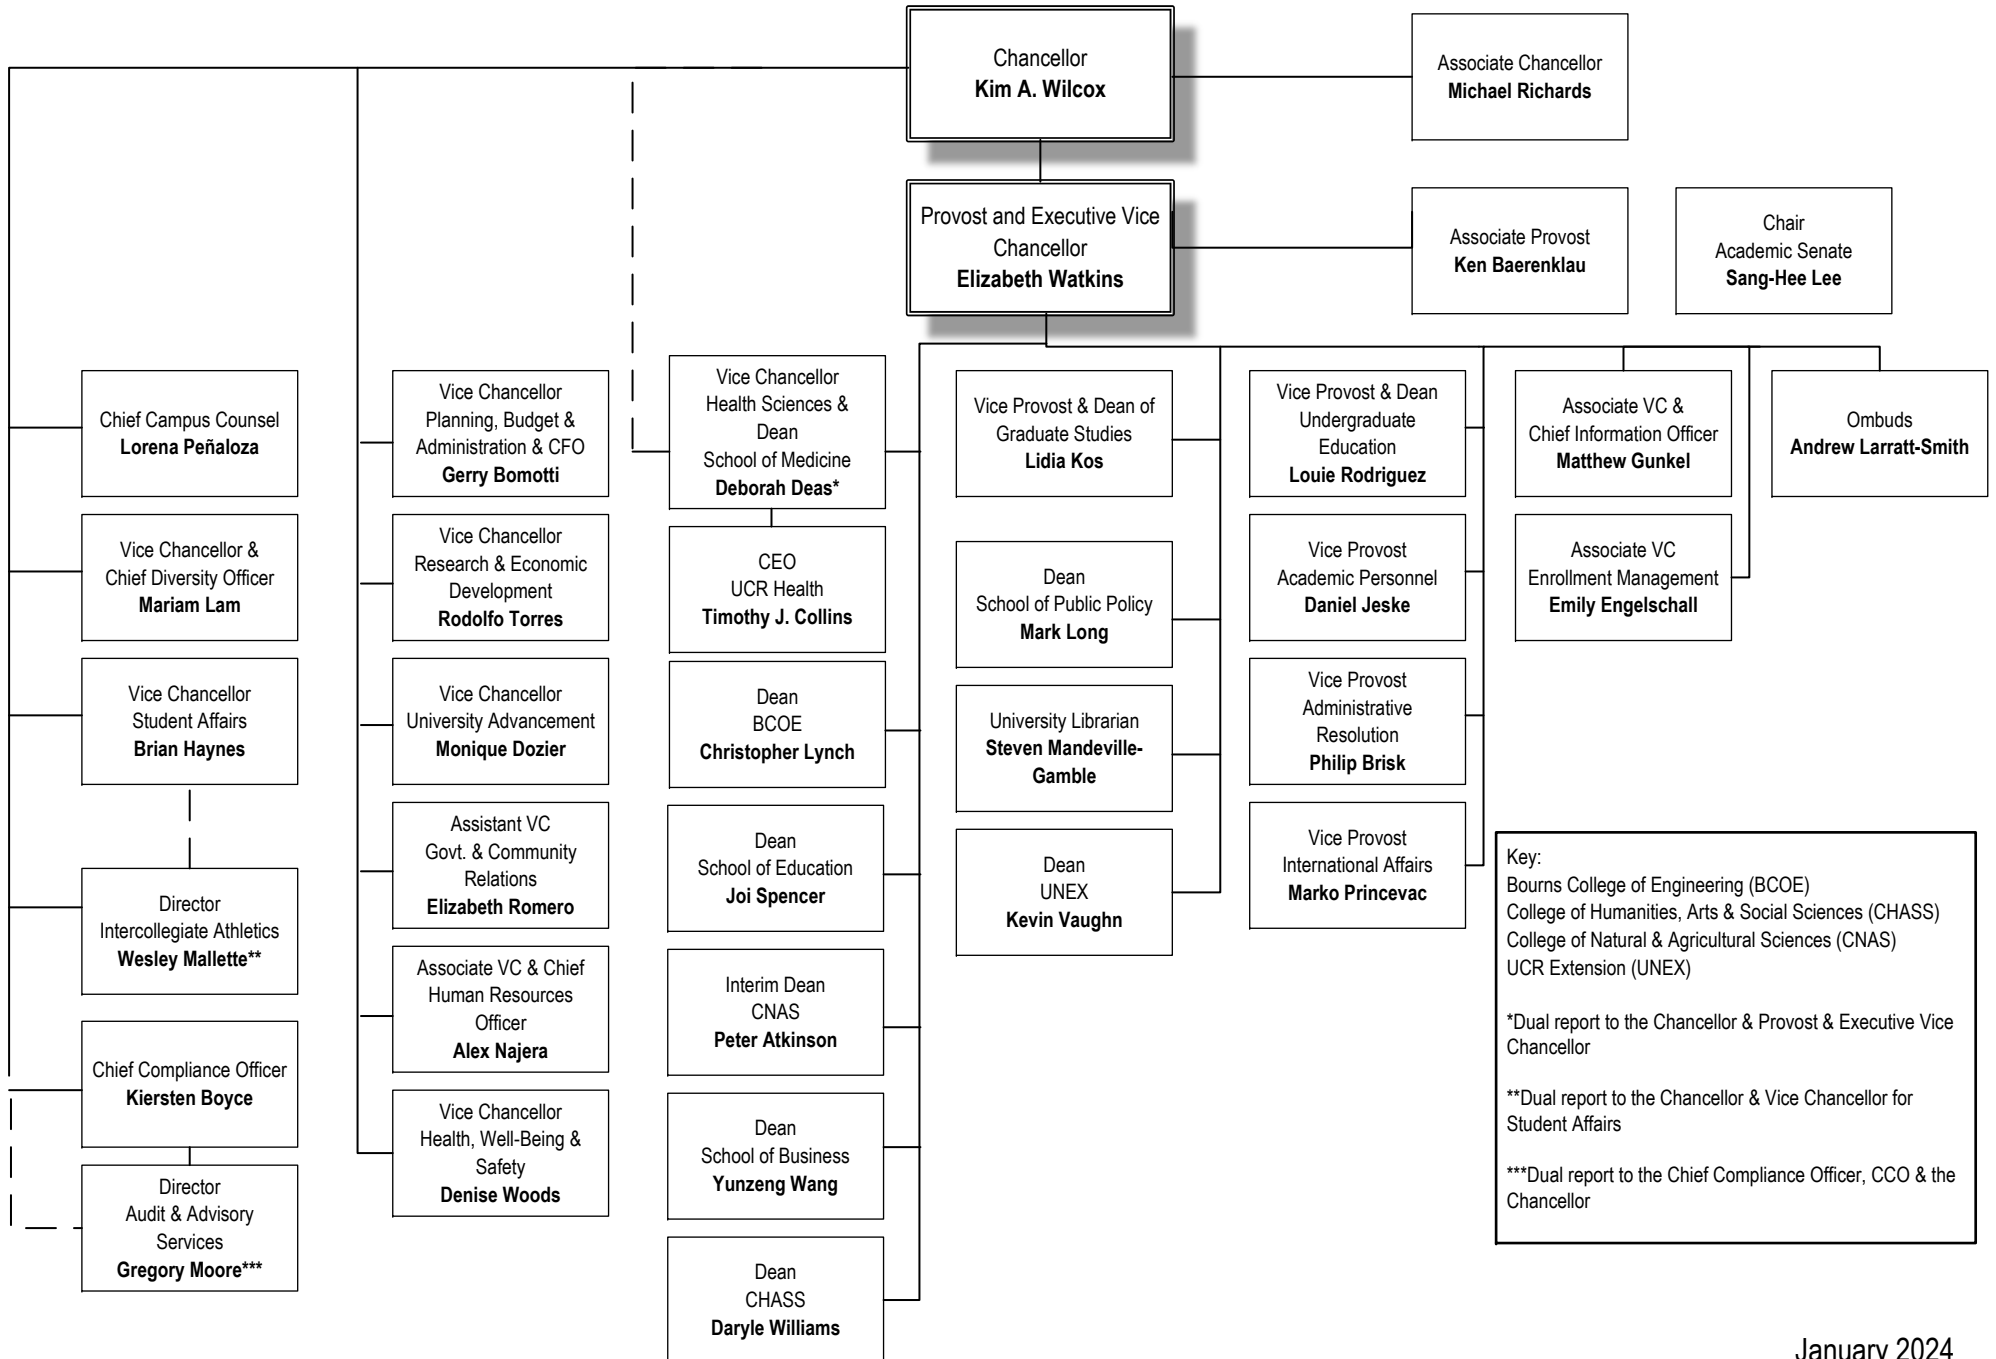 Chancellor
Kim A. Wilcox
Associate Chancellor
Michael Richards
Provost and Executive Vice
Chancellor
Elizabeth Watkins
Associate Provost
Ken Baerenklau
Chair
Academic Senate
Sang-Hee Lee
Chief Campus Counsel
Lorena Peñaloza
Vice Chancellor &
Chief Diversity Officer
Mariam Lam
Vice Chancellor
Student Affairs
Brian Haynes
Director
Intercollegiate Athletics
Wesley Mallette**
Chief Compliance Officer
Kiersten Boyce
Director
Audit & Advisory
Services
Gregory Moore***
Vice Chancellor
Planning, Budget &
Administration & CFO
Gerry Bomotti
Vice Chancellor
Research & Economic
Development
Rodolfo Torres
Vice Chancellor
University Advancement
Monique Dozier
Assistant VC
Govt. & Community
Relations
Elizabeth Romero
Associate VC & Chief
Human Resources
Officer
Alex Najera
Vice Chancellor
Health, Well-Being &
Safety
Denise Woods
Vice Chancellor
Health Sciences &
Dean
School of Medicine
Deborah Deas*
CEO
UCR Health
Timothy J. Collins
Dean
BCOE
Christopher Lynch
Dean
School of Education
Joi Spencer
Interim Dean
CNAS
Peter Atkinson
Dean
School of Business
Yunzeng Wang
Dean
CHASS
Daryle Williams
Vice Provost & Dean of
Graduate Studies
Lidia Kos
Dean
School of Public Policy
Mark Long
University Librarian
Steven Mandeville-
Gamble
Dean
UNEX
Kevin Vaughn
Vice Provost & Dean
Undergraduate
Education
Louie Rodriguez
Vice Provost
Academic Personnel
Daniel Jeske
Vice Provost
Administrative
Resolution
Philip Brisk
Vice Provost
International Affairs
Marko Princevac
Associate VC &
Chief Information Officer
Matthew Gunkel
Associate VC
Enrollment Management
Emily Engelschall
Ombuds
Andrew Larratt-Smith
Key:
Bourns College of Engineering (BCOE)
College of Humanities, Arts & Social Sciences (CHASS)
College of Natural & Agricultural Sciences (CNAS)
UCR Extension (UNEX)
*Dual report to the Chancellor & Provost & Executive Vice
Chancellor
**Dual report to the Chancellor & Vice Chancellor for
Student Affairs
***Dual report to the Chief Compliance Officer, CCO & the
Chancellor
January 2024